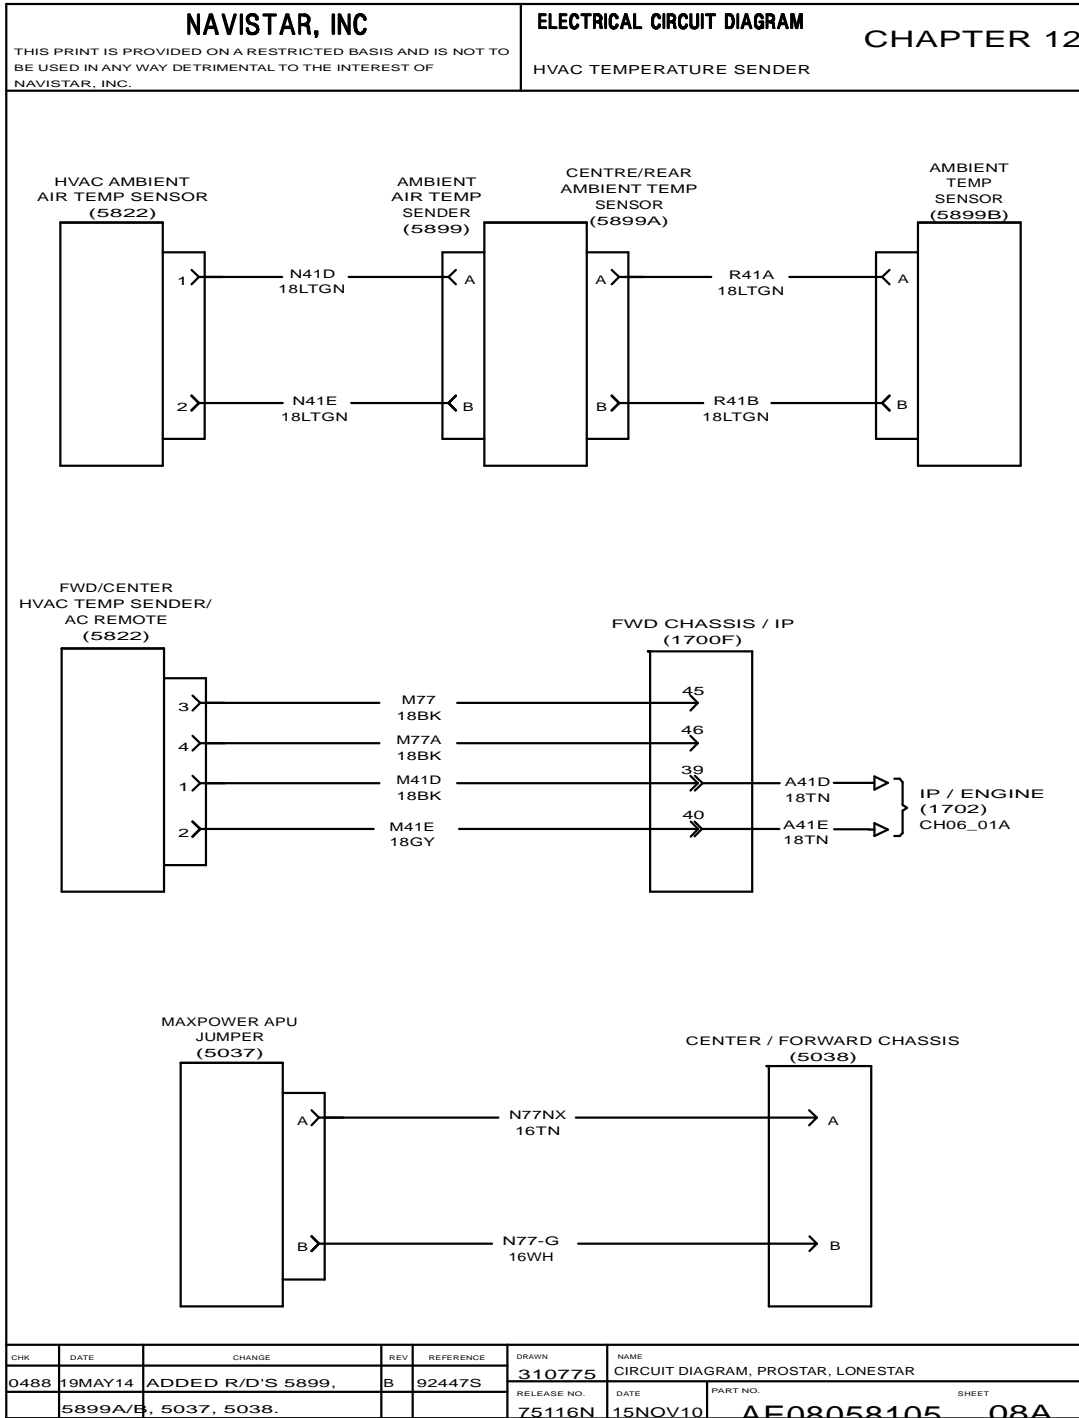 NAVISTAR, INC
THIS PRINT IS PROVIDED ON A RESTRICTED BASIS AND IS NOT TO
BE USED IN ANY WAY DETRIMENTAL TO THE INTEREST OF
NAVISTAR, INC.
ELECTRICAL CIRCUIT DIAGRAM
CHAPTER 12
HVAC TEMPERATURE SENDER
HVAC AMBIENT
AIR TEMP SENSOR
(5822)
AMBIENT
AIR TEMP
SENDER
(5899)
CENTRE/REAR
AMBIENT TEMP
SENSOR
(5899A)
AMBIENT
TEMP
SENSOR
(5899B)
1
N41D
18LTGN
A
A
R41A
18LTGN
A
2
N41E
18LTGN
B
B
R41B
18LTGN
B
FWD/CENTER
HVAC TEMP SENDER/
AC REMOTE
(5822)
FWD CHASSIS / IP
(1700F)
3
M77
18BK
45
4
M77A
18BK
46
1
M41D
18BK
39
A41D
18TN
2
M41E
18GY
40
A41E
18TN
IP / ENGINE
(1702)
CH06_01A
MAXPOWER APU
JUMPER
(5037)
CENTER / FORWARD CHASSIS
(5038)
A
N77NX
16TN
A
B
N77-G
16WH
B
CHK DATE CHANGE REV REFERENCE
0488 19MAY14 ADDED R/D'S 5899, B 92447S
5899A/B, 5037, 5038.
DRAWN
310775
NAME
CIRCUIT DIAGRAM, PROSTAR, LONESTAR
RELEASE NO.
75116N
DATE
15NOV10
PART NO.
AE08058105
SHEET
08A